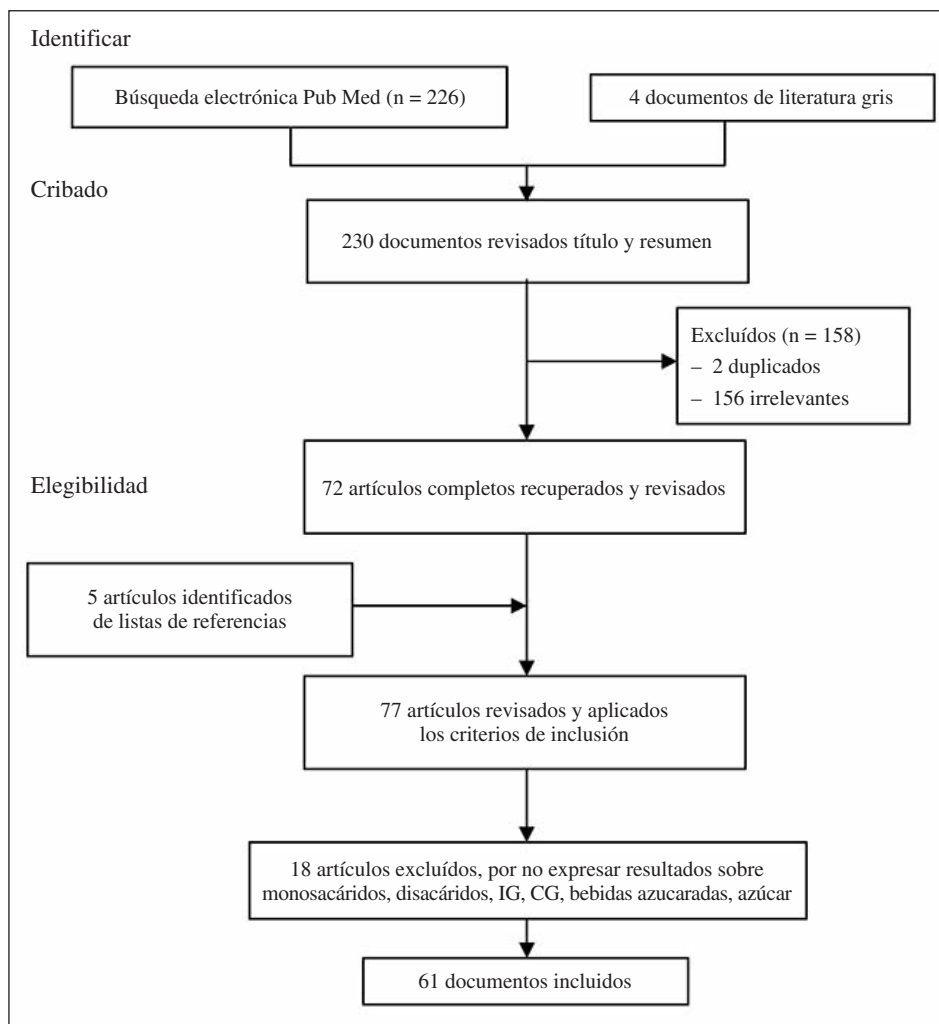 Identificar
Búsqueda electrónica Pub Med (n = 226)
4 documentos de literatura gris
Cribado
230 documentos revisados título y resumen
Excluídos (n = 158)
– 2 duplicados
– 156 irrelevantes
Elegibilidad
72 artículos completos recuperados y revisados
5 artículos identificados
de listas de referencias
77 artículos revisados y aplicados
los criterios de inclusión
18 artículos excluídos, por no expresar resultados sobre
monosacáridos, disacáridos, IG, CG, bebidas azucaradas, azúcar
61 documentos incluidos